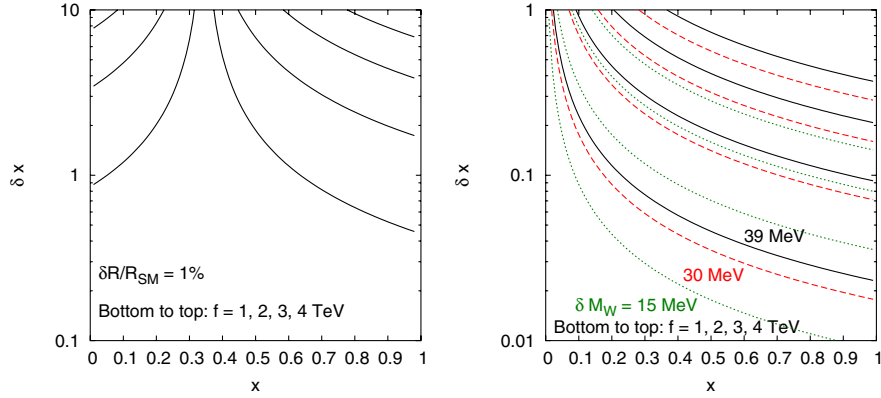 10
1
0.1
δ x
0 0.1 0.2 0.3 0.4 0.5 0.6 0.7 0.8 0.9 1
x
δR/R_SM = 1%
Bottom to top: f = 1, 2, 3, 4 TeV
1
0.1
0.01
δ x
0 0.1 0.2 0.3 0.4 0.5 0.6 0.7 0.8 0.9 1
x
39 MeV
30 MeV
δ M_W = 15 MeV
Bottom to top: f = 1, 2, 3, 4 TeV